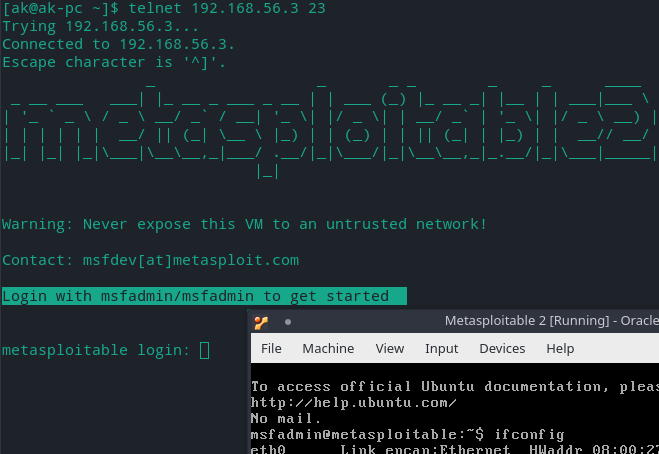 [ak@ak-pc ~]$ telnet 192.168.56.3 23
Trying 192.168.56.3...
Connected to 192.168.56.3.
Escape character is '^]'.
metasploitable2
Warning: Never expose this VM to an untrusted network!
Contact: msfdev[at]metasploit.com
Login with msfadmin/msfadmin to get started
metasploitable login:
Metasploitable 2 [Running] - Oracle
File Machine View Input Devices Help
To access official Ubuntu documentation, pleas
http://help.ubuntu.com/
No mail.
msfadmin@metasploitable:~$ ifconfig
eth0 Link encap:Ethernet HWaddr 08:00:27